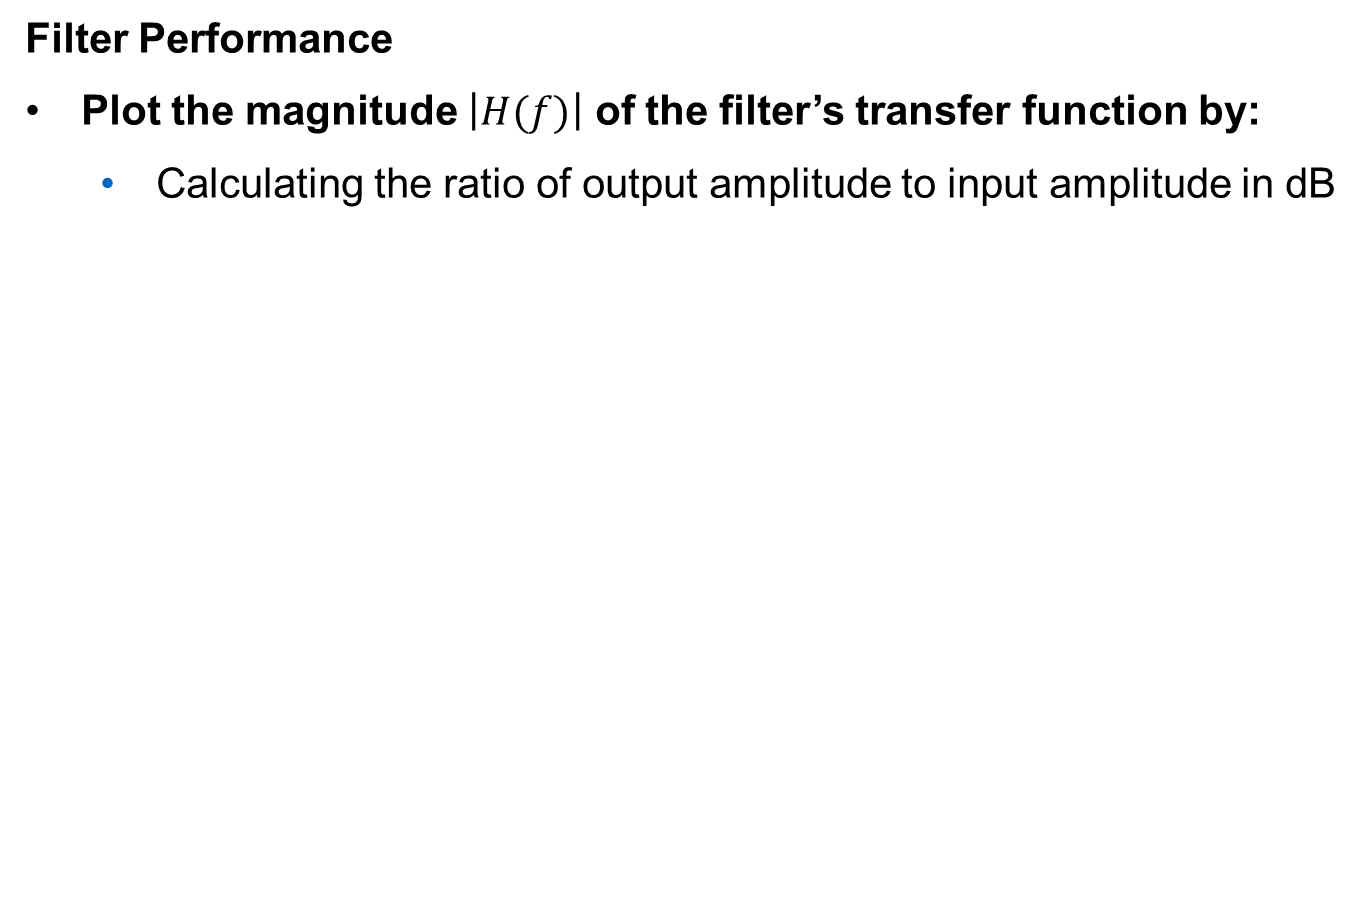 Filter Performance
• Plot the magnitude |H(f)| of the filter’s transfer function by:
• Calculating the ratio of output amplitude to input amplitude in dB